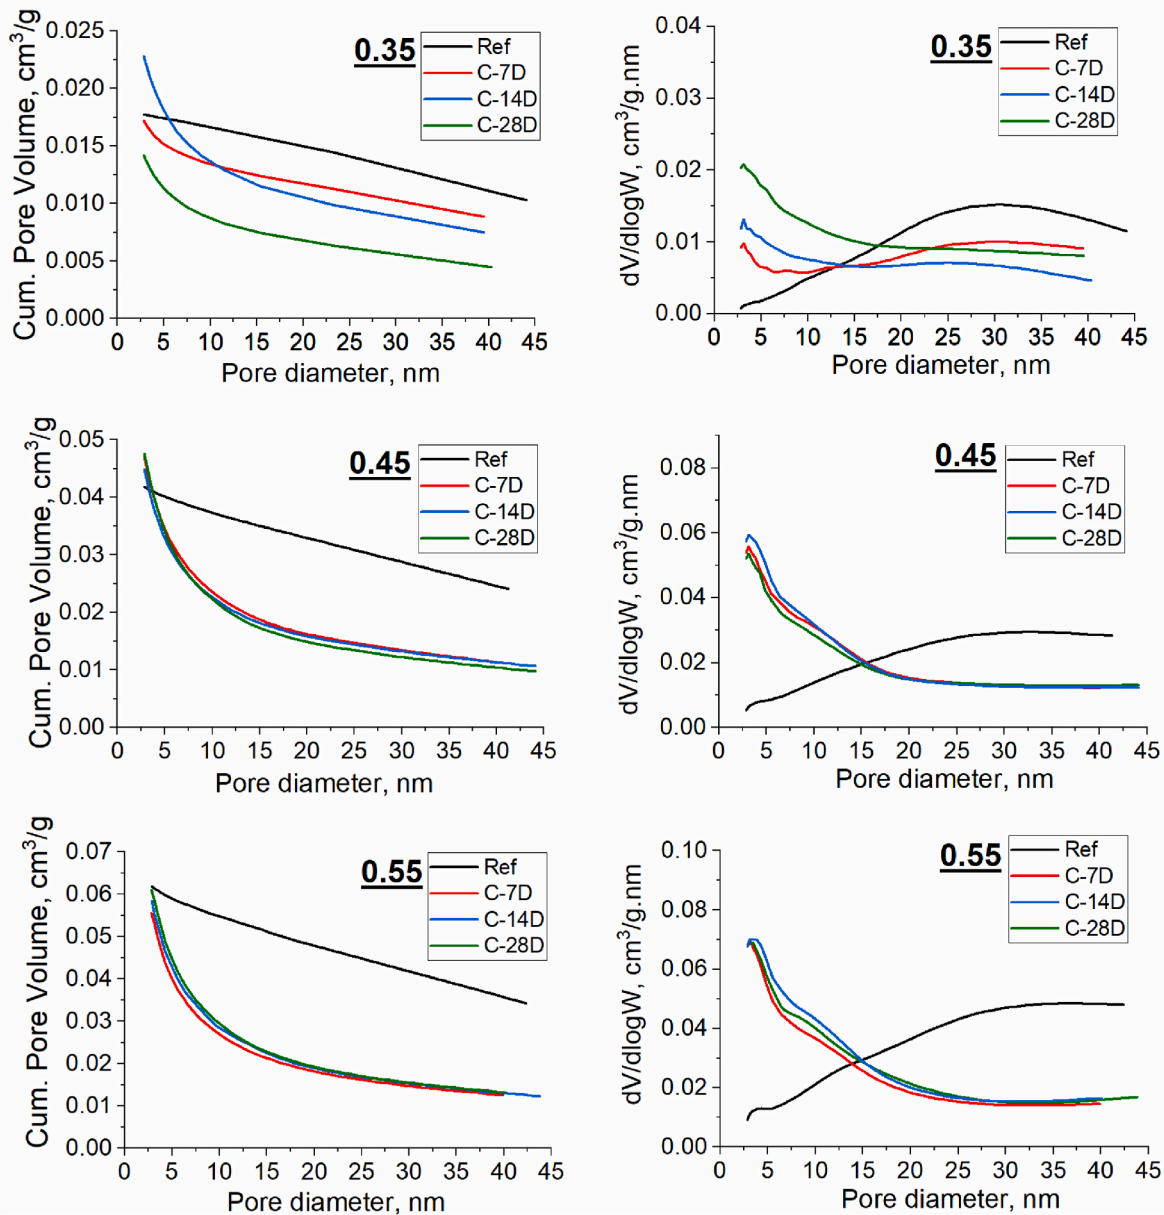 Cum. Pore Volume, cm³/g
0.025
0.020
0.015
0.010
0.005
0.000
0 5 10 15 20 25 30 35 40 45
Pore diameter, nm
0.35
Ref
C-7D
C-14D
C-28D
dV/dlogW, cm³/g.nm
0.04
0.03
0.02
0.01
0.00
0 5 10 15 20 25 30 35 40 45
Pore diameter, nm
0.35
Ref
C-7D
C-14D
C-28D
Cum. Pore Volume, cm³/g
0.05
0.04
0.03
0.02
0.01
0.00
0 5 10 15 20 25 30 35 40 45
Pore diameter, nm
0.45
Ref
C-7D
C-14D
C-28D
dV/dlogW, cm³/g.nm
0.08
0.06
0.04
0.02
0.00
0 5 10 15 20 25 30 35 40 45
Pore diameter, nm
0.45
Ref
C-7D
C-14D
C-28D
Cum. Pore Volume, cm³/g
0.07
0.06
0.05
0.04
0.03
0.02
0.01
0.00
0 5 10 15 20 25 30 35 40 45
Pore diameter, nm
0.55
Ref
C-7D
C-14D
C-28D
dV/dlogW, cm³/g.nm
0.10
0.08
0.06
0.04
0.02
0.00
0 5 10 15 20 25 30 35 40 45
Pore diameter, nm
0.55
Ref
C-7D
C-14D
C-28D